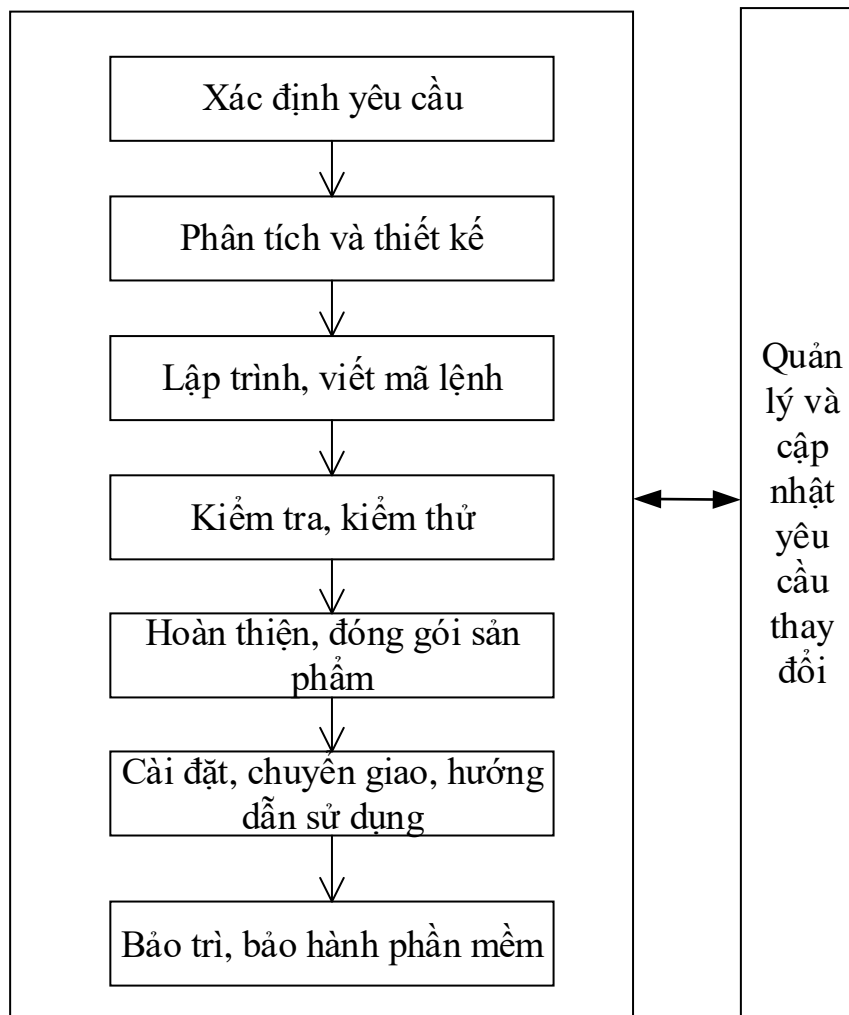 Xác định yêu cầu
Phân tích và thiết kế
Lập trình, viết mã lệnh
Kiểm tra, kiểm thử
Hoàn thiện, đóng gói sản
phẩm
Cài đặt, chuyển giao, hướng
dẫn sử dụng
Bảo trì, bảo hành phần mềm
Quản
lý và
cập
nhật
yêu
cầu
thay
đổi